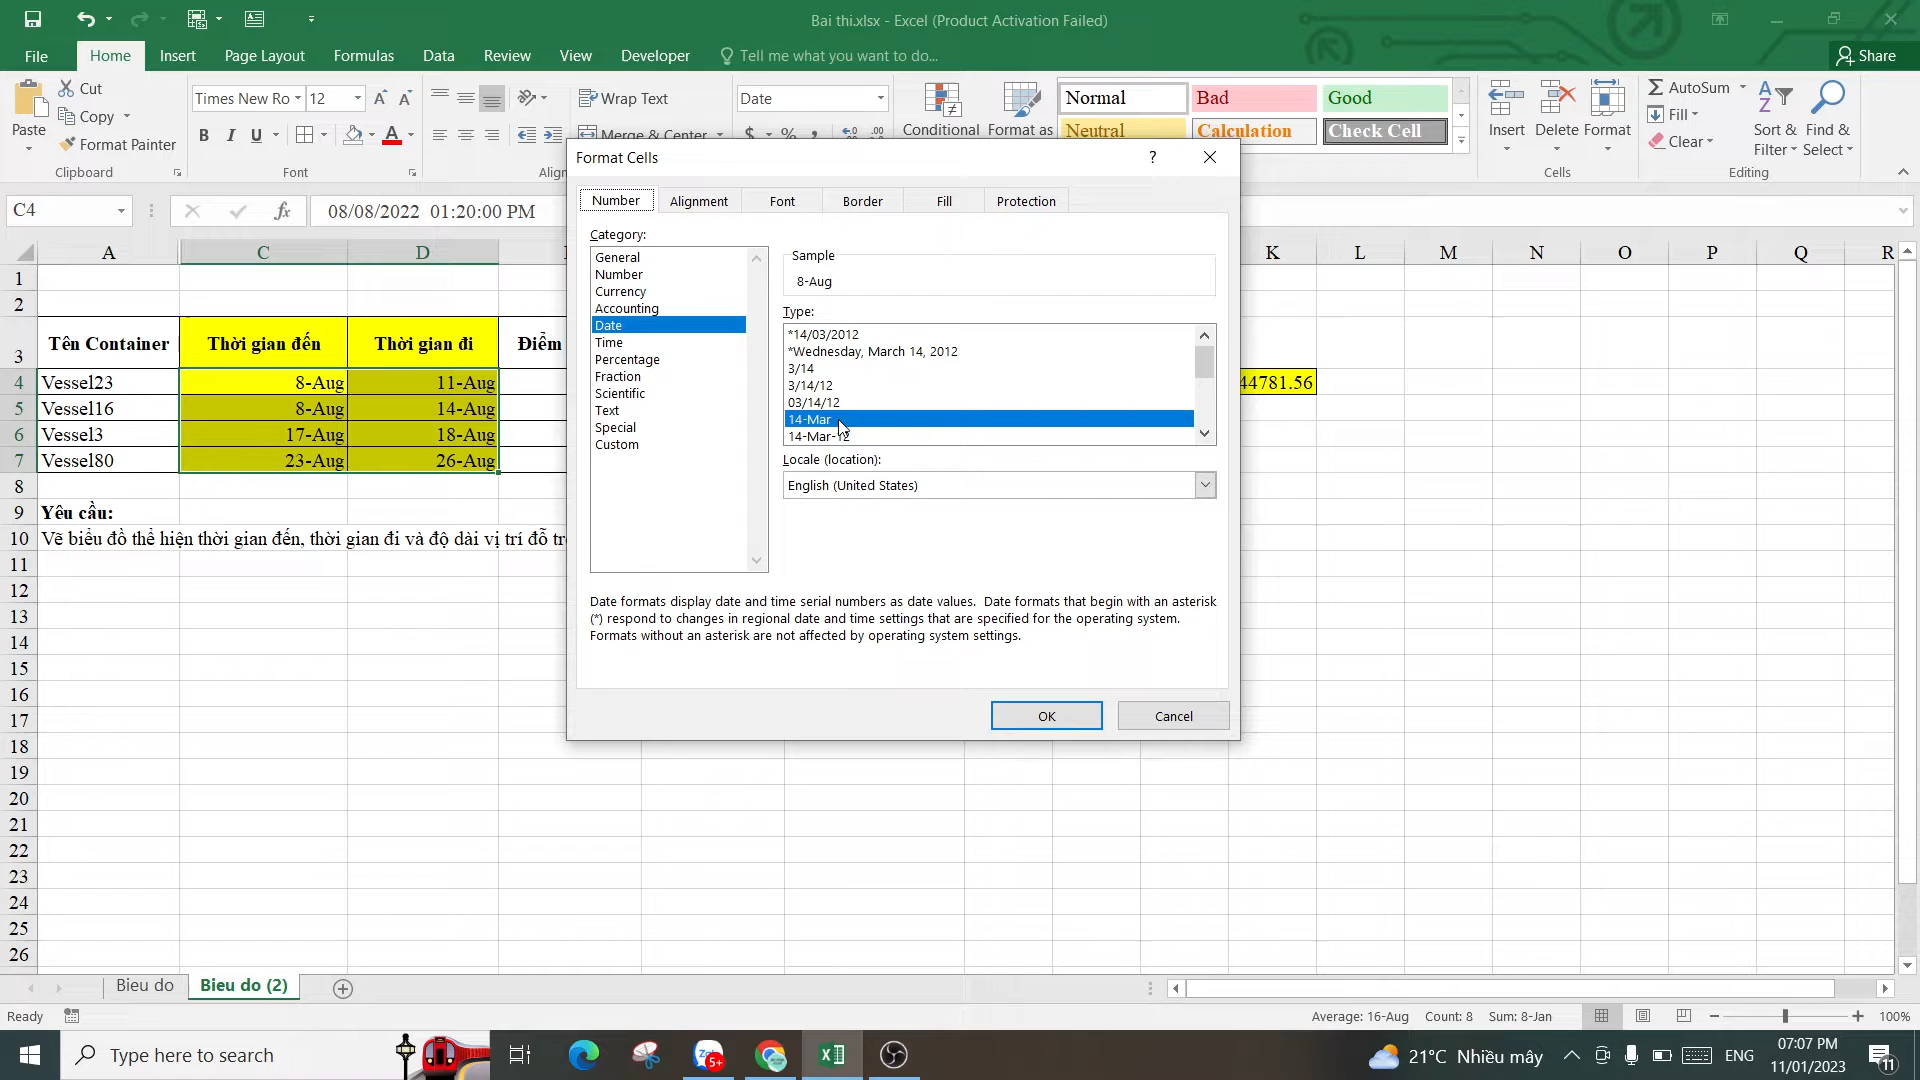 Bai thi.xlsx - Excel (Product Activation Failed)
File Home Insert Page Layout Formulas Data Review View Developer Tell me what you want to do... Share
Cut
Copy
Format Painter
Paste
Clipboard
Times New Ro 12
B I U
Font
Wrap Text
Merge & Center
Date
Conditional Format as
Normal Bad Good
Neutral Calculation Check Cell
Insert Delete Format
Cells
AutoSum
Fill
Clear
Sort & Filter
Find & Select
Editing
C4
08/08/2022 01:20:00 PM
A C D K L M N O P Q R
1
2
3 Tên Container Thời gian đến Thời gian đi Điểm
4 Vessel23 8-Aug 11-Aug 44781.56
5 Vessel16 8-Aug 14-Aug
6 Vessel3 17-Aug 18-Aug
7 Vessel80 23-Aug 26-Aug
8
9 Yêu cầu:
10 Vẽ biểu đồ thể hiện thời gian đến, thời gian đi và độ dài vị trí đỗ
11
12
13
14
15
16
17
18
19
20
21
22
23
24
25
26
Format Cells
?
Number Alignment Font Border Fill Protection
Category:
General
Number
Currency
Accounting
Date
Time
Percentage
Fraction
Scientific
Text
Special
Custom
Sample
8-Aug
Type:
*14/03/2012
*Wednesday, March 14, 2012
3/14
3/14/12
03/14/12
14-Mar
14-Mar-12
Locale (location):
English (United States)
Date formats display date and time serial numbers as date values. Date formats that begin with an asterisk
(*) respond to changes in regional date and time settings that are specified for the operating system.
Formats without an asterisk are not affected by operating system settings.
OK Cancel
Bieu do Bieu do (2)
Ready Average: 16-Aug Count: 8 Sum: 8-Jan 100%
Type here to search
5+
21°C Nhiều mây
ENG
07:07 PM
11/01/2023
11